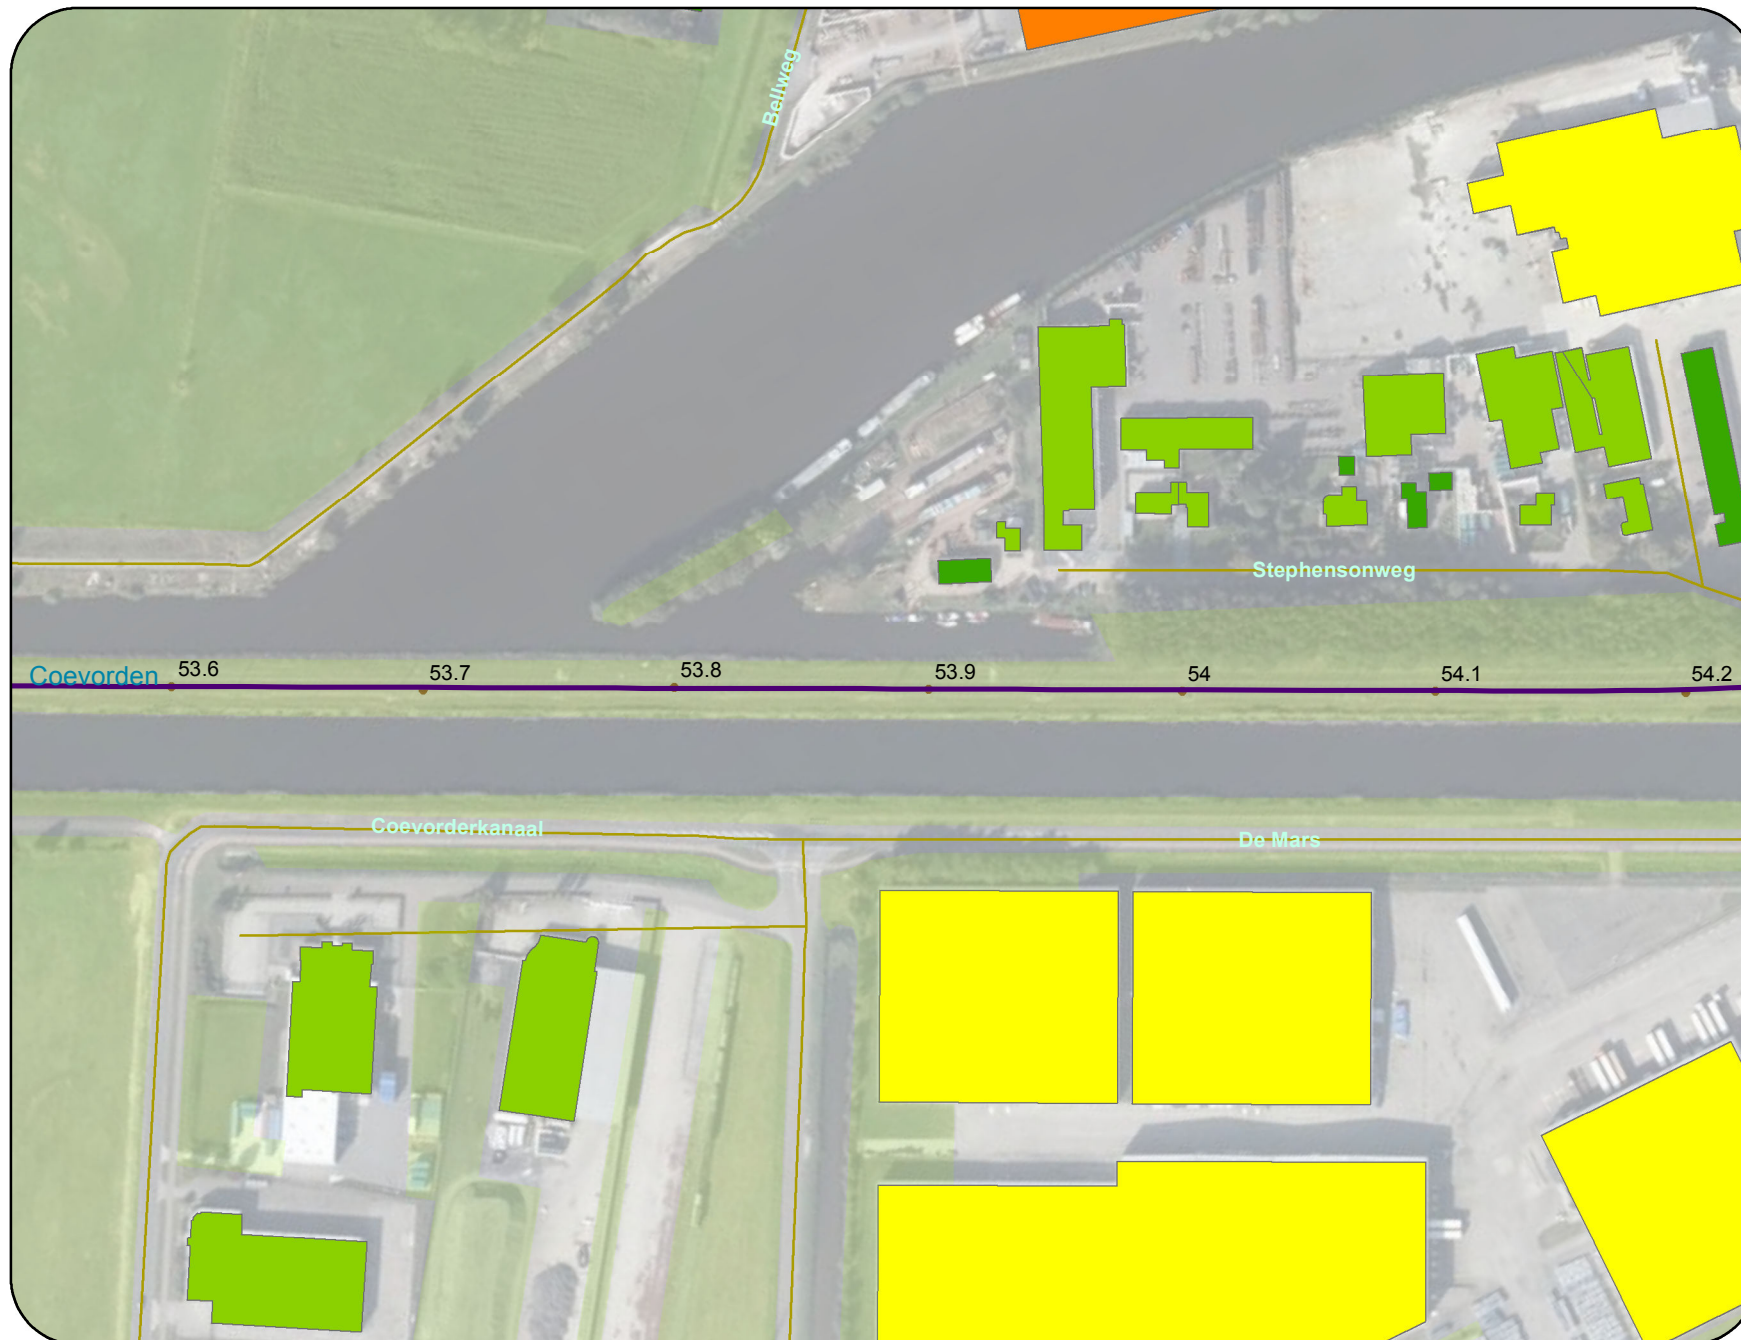 Bellweg
Stephensonweg
Coevorden
53.6
53.7
53.8
53.9
54
54.1
54.2
Coevorderkanaal
De Mars